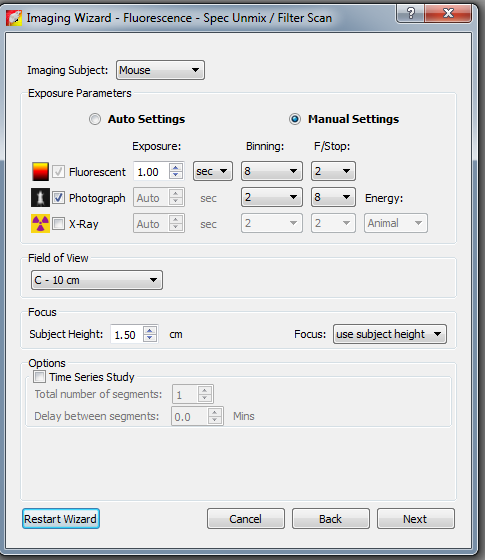 Imaging Wizard - Fluorescence - Spec Unmix / Filter Scan
?
Imaging Subject: Mouse
Exposure Parameters
Auto Settings Manual Settings
Exposure: Binning: F/Stop:
Fluorescent 1.00 sec 8 2
Photograph Auto sec 2 8 Energy:
X-Ray Auto sec 2 2 Animal
Field of View
C - 10 cm
Focus
Subject Height: 1.50 cm Focus: use subject height
Options
Time Series Study
Total number of segments: 1
Delay between segments: 0.0 Mins
Restart Wizard Cancel Back Next